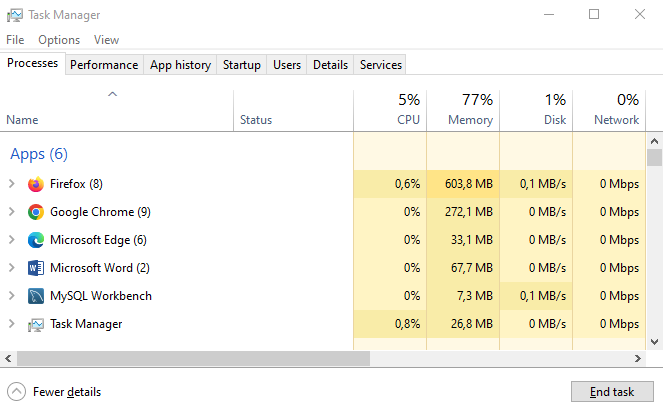 Task Manager
File Options View
Processes Performance App history Startup Users Details Services
5% 77% 1% 0%
Name Status CPU Memory Disk Network
Apps (6)
Firefox (8) 0,6% 603,8 MB 0,1 MB/s 0 Mbps
Google Chrome (9) 0% 272,1 MB 0 MB/s 0 Mbps
Microsoft Edge (6) 0% 33,1 MB 0 MB/s 0 Mbps
Microsoft Word (2) 0% 67,7 MB 0 MB/s 0 Mbps
MySQL Workbench 0% 7,3 MB 0,1 MB/s 0 Mbps
Task Manager 0,8% 26,8 MB 0 MB/s 0 Mbps
Fewer details End task